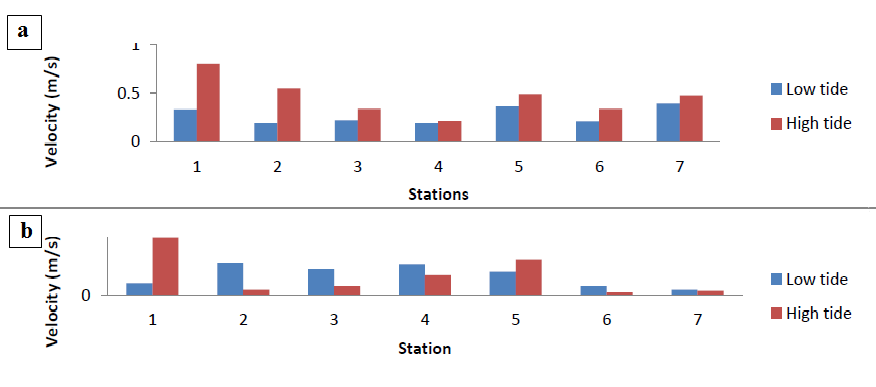 a
1
0.5
0
Velocity (m/s)
1 2 3 4 5 6 7
Stations
Low tide
High tide
b
0
Velocity (m/s)
1 2 3 4 5 6 7
Station
Low tide
High tide